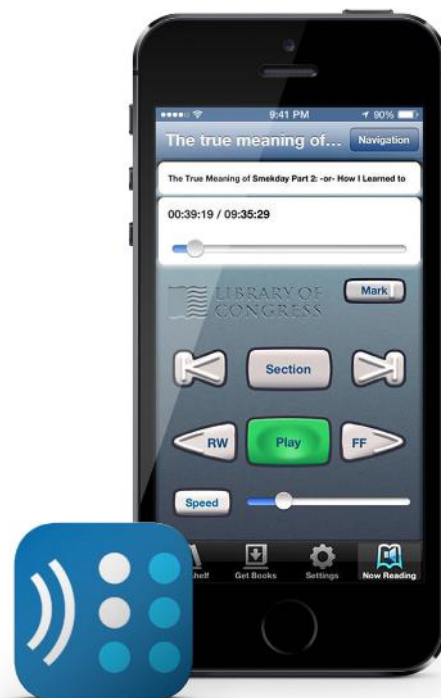 9:41 PM 90%
The true meaning of... Navigation
The True Meaning of Smekday Part 2: -or- How I Learned to
00:39:19 / 09:35:29
Mark
LIBRARY OF
CONGRESS
Section
RW Play FF
Speed
Get Books Settings Now Reading